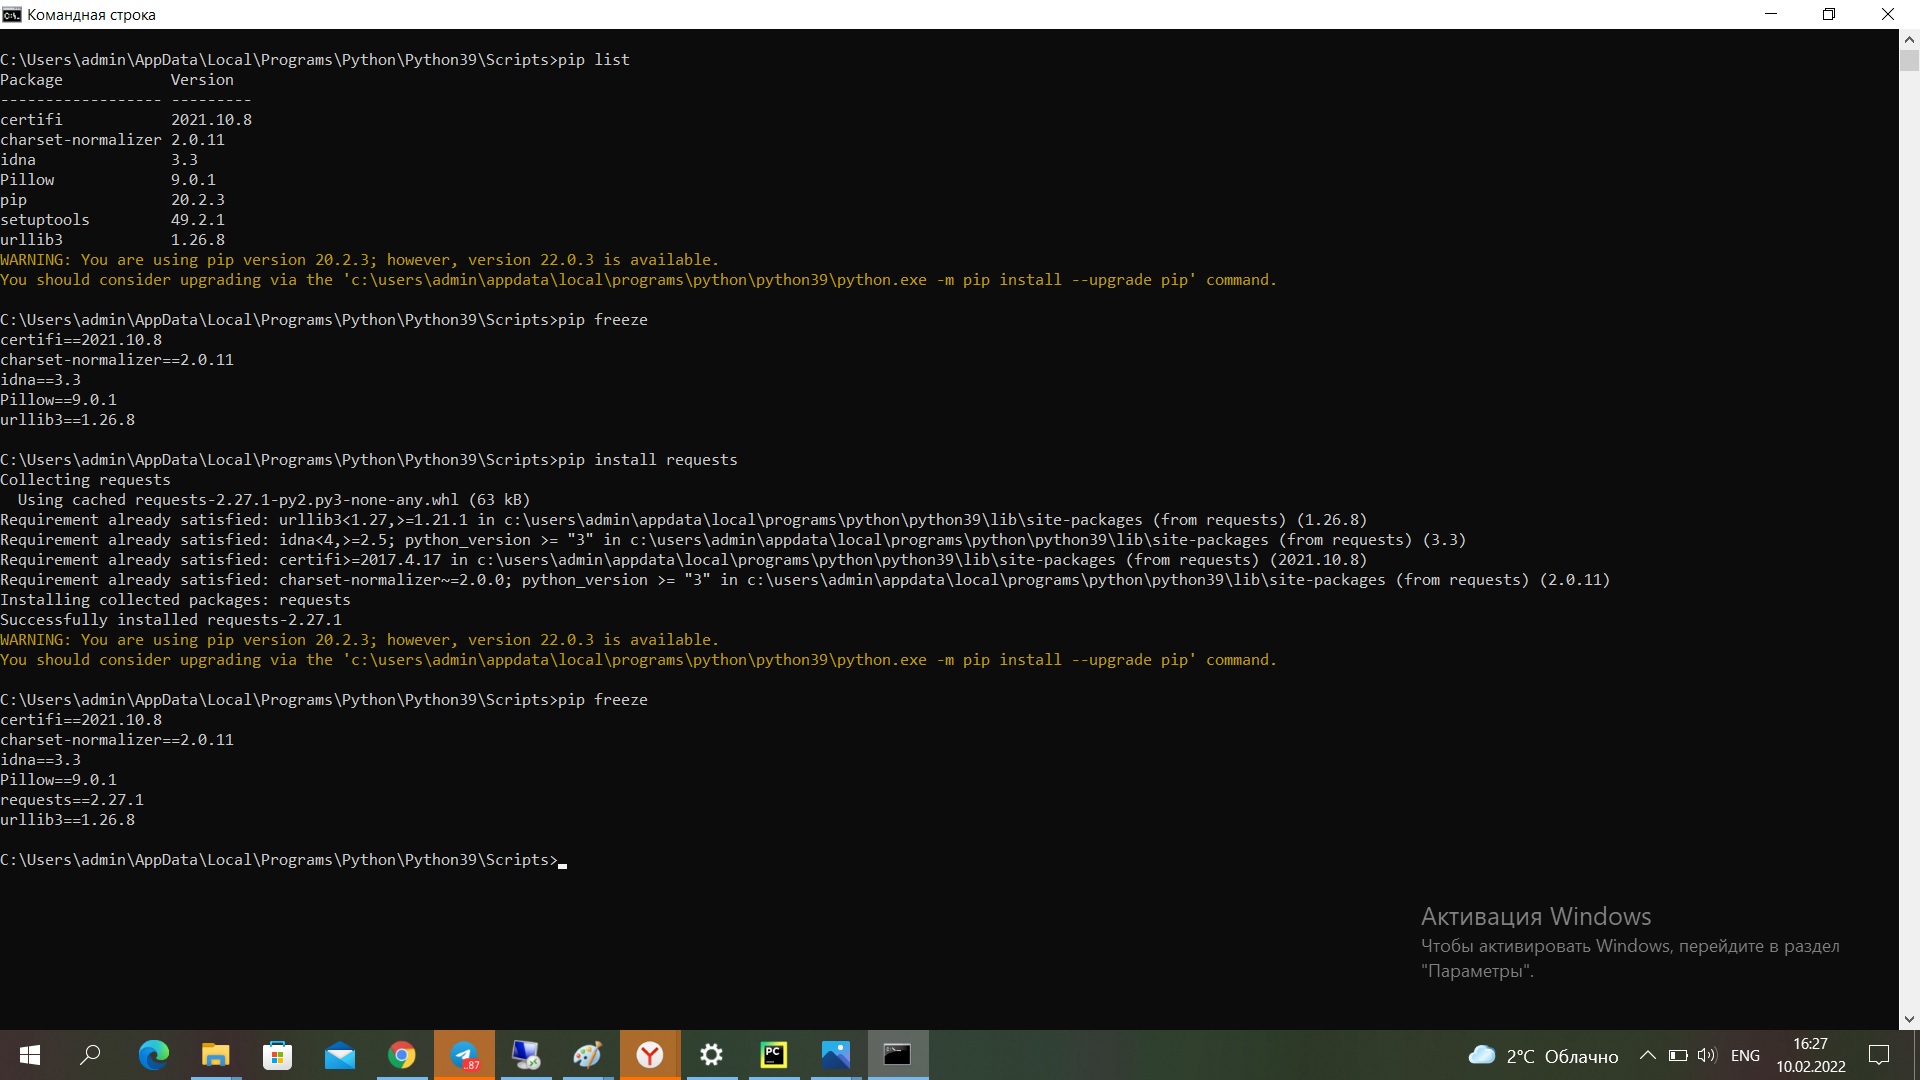 Командная строка
C:\Users\admin\AppData\Local\Programs\Python\Python39\Scripts>pip list
Package            Version
------------------ ---------
certifi            2021.10.8
charset-normalizer 2.0.11
idna               3.3
Pillow             9.0.1
pip                20.2.3
setuptools         49.2.1
urllib3            1.26.8
WARNING: You are using pip version 20.2.3; however, version 22.0.3 is available.
You should consider upgrading via the 'c:\users\admin\appdata\local\programs\python\python39\python.exe -m pip install --upgrade pip' command.
C:\Users\admin\AppData\Local\Programs\Python\Python39\Scripts>pip freeze
certifi==2021.10.8
charset-normalizer==2.0.11
idna==3.3
Pillow==9.0.1
urllib3==1.26.8
C:\Users\admin\AppData\Local\Programs\Python\Python39\Scripts>pip install requests
Collecting requests
  Using cached requests-2.27.1-py2.py3-none-any.whl (63 kB)
Requirement already satisfied: urllib3<1.27,>=1.21.1 in c:\users\admin\appdata\local\programs\python\python39\lib\site-packages (from requests) (1.26.8)
Requirement already satisfied: idna<4,>=2.5; python_version >= "3" in c:\users\admin\appdata\local\programs\python\python39\lib\site-packages (from requests) (3.3)
Requirement already satisfied: certifi>=2017.4.17 in c:\users\admin\appdata\local\programs\python\python39\lib\site-packages (from requests) (2021.10.8)
Requirement already satisfied: charset-normalizer~=2.0.0; python_version >= "3" in c:\users\admin\appdata\local\programs\python\python39\lib\site-packages (from requests) (2.0.11)
Installing collected packages: requests
Successfully installed requests-2.27.1
WARNING: You are using pip version 20.2.3; however, version 22.0.3 is available.
You should consider upgrading via the 'c:\users\admin\appdata\local\programs\python\python39\python.exe -m pip install --upgrade pip' command.
C:\Users\admin\AppData\Local\Programs\Python\Python39\Scripts>pip freeze
certifi==2021.10.8
charset-normalizer==2.0.11
idna==3.3
Pillow==9.0.1
requests==2.27.1
urllib3==1.26.8
C:\Users\admin\AppData\Local\Programs\Python\Python39\Scripts>
Активация Windows
Чтобы активировать Windows, перейдите в раздел
"Параметры".
..87
PC
2°C Облачно
ENG
16:27
10.02.2022